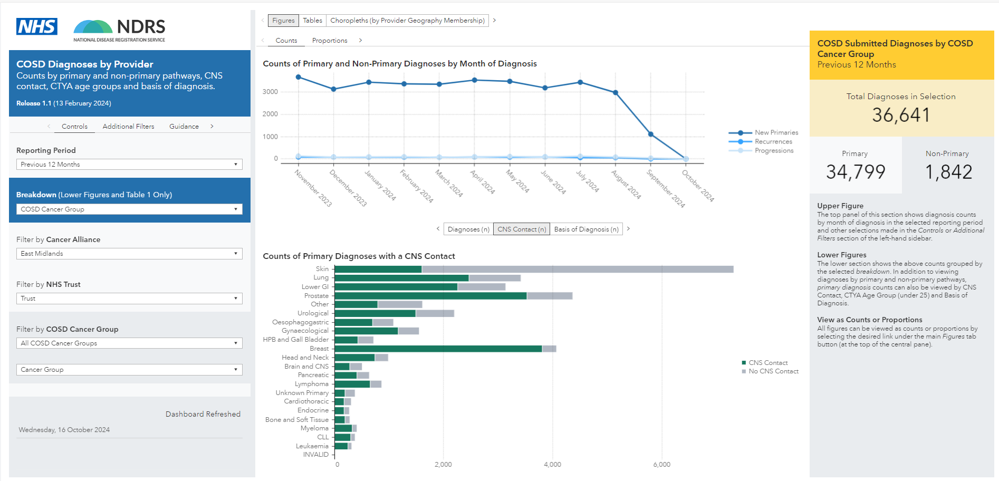 NHS
NDRS
NATIONAL DISEASE REGISTRATION SERVICE
COSD Diagnoses by Provider
Counts by primary and non-primary pathways, CNS
contact, CTYA age groups and basis of diagnosis.
Release 1.1 (13 February 2024)
Controls
Additional Filters
Guidance
Reporting Period
Previous 12 Months
Breakdown (Lower Figures and Table 1 Only)
COSD Cancer Group
Filter by Cancer Alliance
East Midlands
Filter by NHS Trust
Trust
Filter by COSD Cancer Group
All COSD Cancer Groups
Cancer Group
Dashboard Refreshed
Wednesday, 16 October 2024
Figures
Tables
Choropleths (by Provider Geography Membership)
Counts
Proportions
Counts of Primary and Non-Primary Diagnoses by Month of Diagnosis
3000
2000
1000
0
November 2023
December 2023
January 2024
February 2024
March 2024
April 2024
May 2024
June 2024
July 2024
August 2024
September 2024
October 2024
New Primaries
Recurrences
Progressions
Diagnoses (n)
CNS Contact (n)
Basis of Diagnosis (n)
Counts of Primary Diagnoses with a CNS Contact
Skin
Lung
Lower GI
Prostate
Other
Urological
Oesophagogastric
Gynaecological
HPB and Gall Bladder
Breast
Head and Neck
Brain and CNS
Pancreatic
Lymphoma
Unknown Primary
Cardiothoracic
Endocrine
Bone and Soft Tissue
Myeloma
CLL
Leukaemia
INVALID
0
2,000
4,000
6,000
CNS Contact
No CNS Contact
COSD Submitted Diagnoses by COSD
Cancer Group
Previous 12 Months
Total Diagnoses in Selection
36,641
Primary
34,799
Non-Primary
1,842
Upper Figure
The top panel of this section shows diagnosis counts
by month of diagnosis in the selected reporting period
and other selections made in the Controls or Additional
Filters section of the left-hand sidebar.
Lower Figures
The lower section shows the above counts grouped by
the selected breakdown. In addition to viewing
diagnoses by primary and non-primary pathways,
primary diagnosis counts can also be viewed by CNS
Contact, CTYA Age Group (under 25) and Basis of
Diagnosis.
View as Counts or Proportions
All figures can be viewed as counts or proportions by
selecting the desired link under the main Figures tab
button (at the top of the central pane).